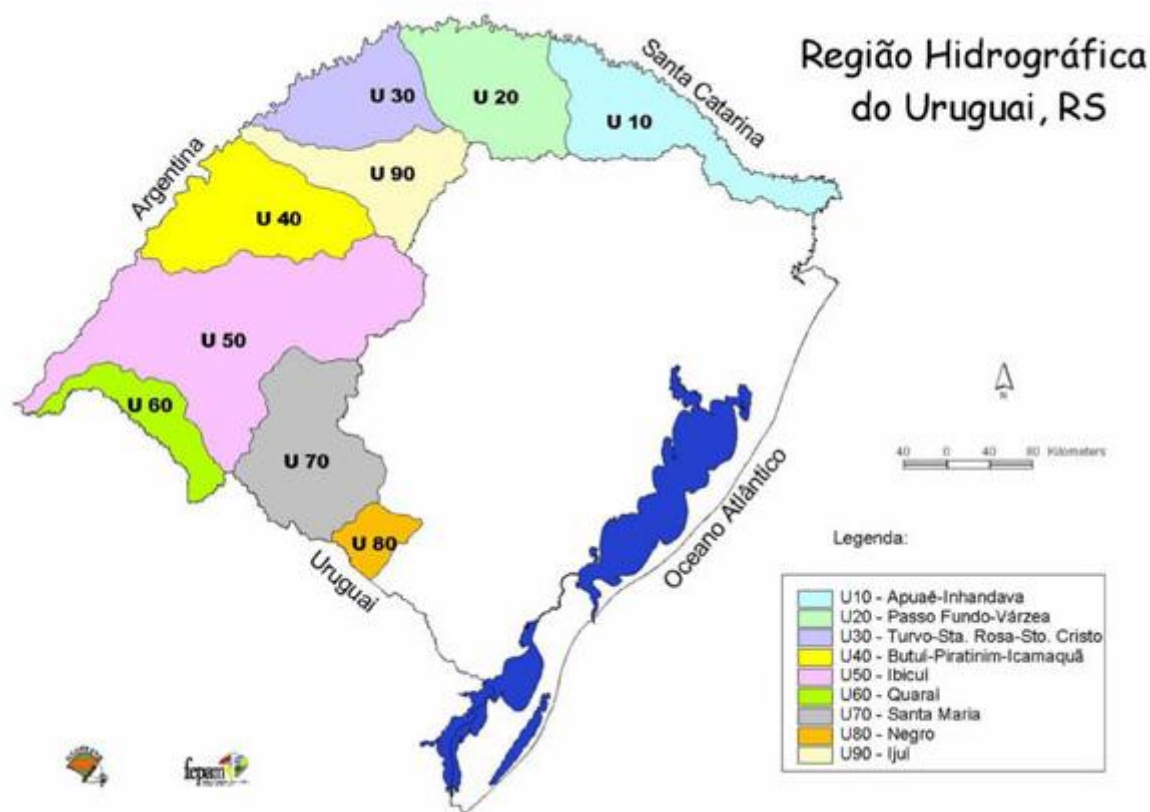 Região Hidrográfica
do Uruguai, RS
Santa Catarina
Argentina
U 30
U 20
U 10
U 90
U 40
U 50
U 60
U 70
U 80
Uruguai
Oceano Atlântico
N
40 0 40 80 Kilometers
Legenda:
U10 - Apuaê-Inhandava
U20 - Passo Fundo-Várzea
U30 - Turvo-Sta. Rosa-Sto. Cristo
U40 - Butuí-Piratinim-Icamaquã
U50 - Ibicuí
U60 - Quaraí
U70 - Santa Maria
U80 - Negro
U90 - Ijuí
fepam